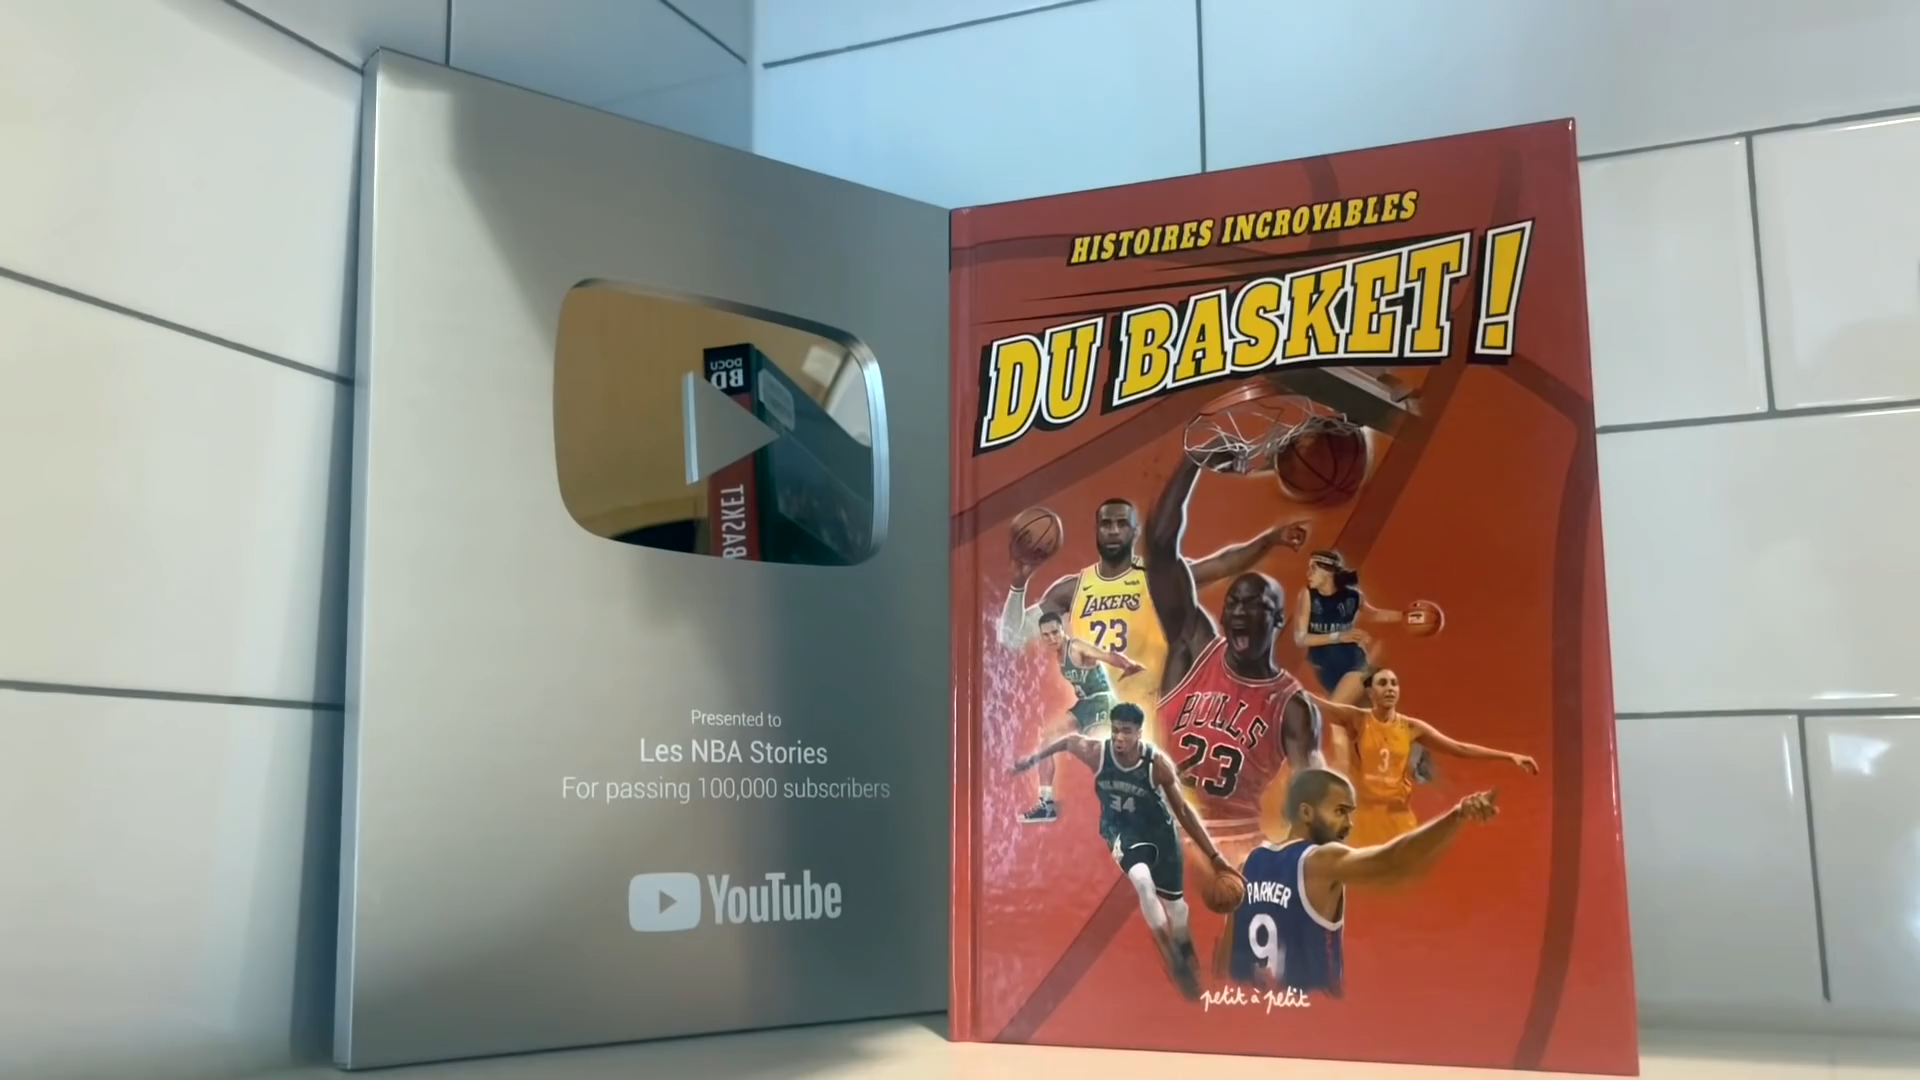 DOCU
BD
BASKET
Presented to
Les NBA Stories
For passing 100,000 subscribers
YouTube
HISTOIRES INCROYABLES
DU BASKET !
LAKERS
23
13
BULLS
23
3
34
PARKER
9
petit à petit